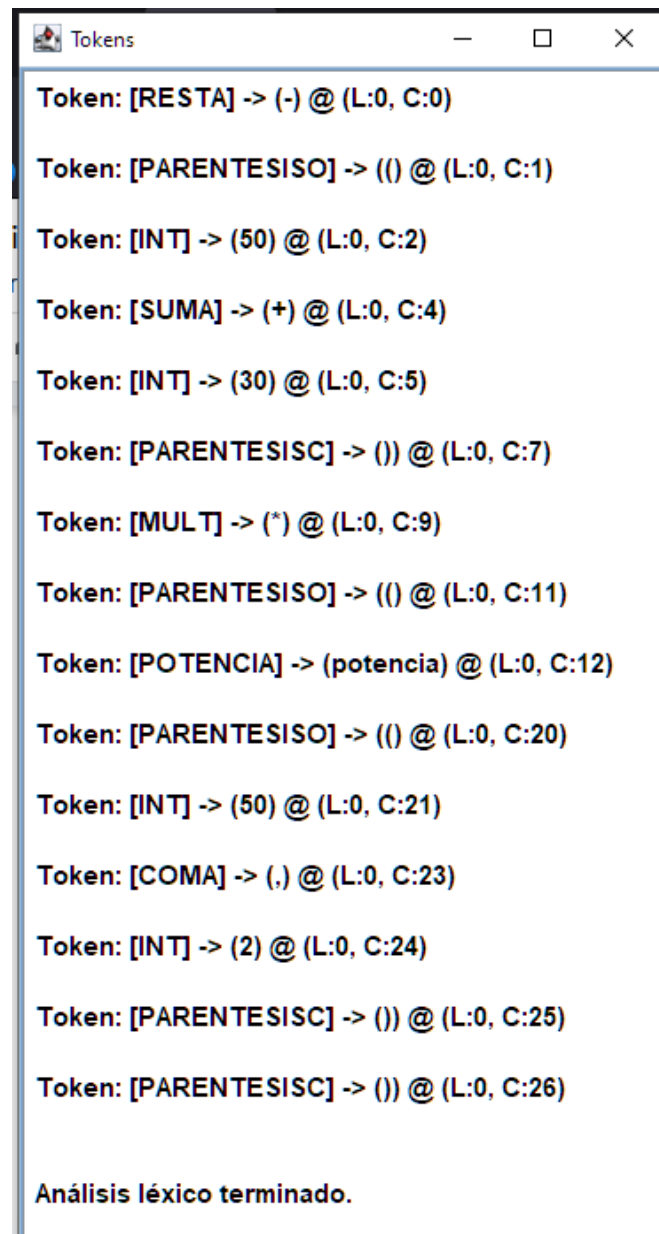 Tokens
Token: [RESTA] -> (-) @ (L:0, C:0)
Token: [PARENTESISO] -> (() @ (L:0, C:1)
Token: [INT] -> (50) @ (L:0, C:2)
Token: [SUMA] -> (+) @ (L:0, C:4)
Token: [INT] -> (30) @ (L:0, C:5)
Token: [PARENTESISC] -> ()) @ (L:0, C:7)
Token: [MULT] -> (*) @ (L:0, C:9)
Token: [PARENTESISO] -> (() @ (L:0, C:11)
Token: [POTENCIA] -> (potencia) @ (L:0, C:12)
Token: [PARENTESISO] -> (() @ (L:0, C:20)
Token: [INT] -> (50) @ (L:0, C:21)
Token: [COMA] -> (,) @ (L:0, C:23)
Token: [INT] -> (2) @ (L:0, C:24)
Token: [PARENTESISC] -> ()) @ (L:0, C:25)
Token: [PARENTESISC] -> ()) @ (L:0, C:26)
Análisis léxico terminado.